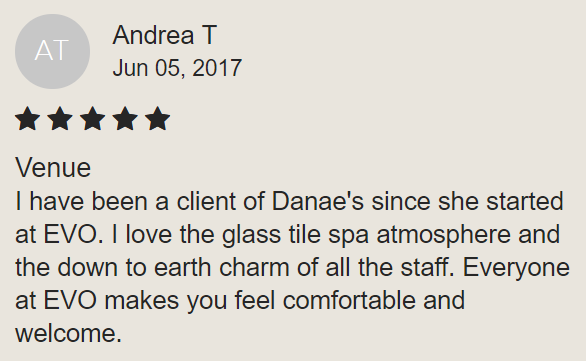 AT
Andrea T
Jun 05, 2017
Venue
I have been a client of Danae's since she started
at EVO. I love the glass tile spa atmosphere and
the down to earth charm of all the staff. Everyone
at EVO makes you feel comfortable and
welcome.